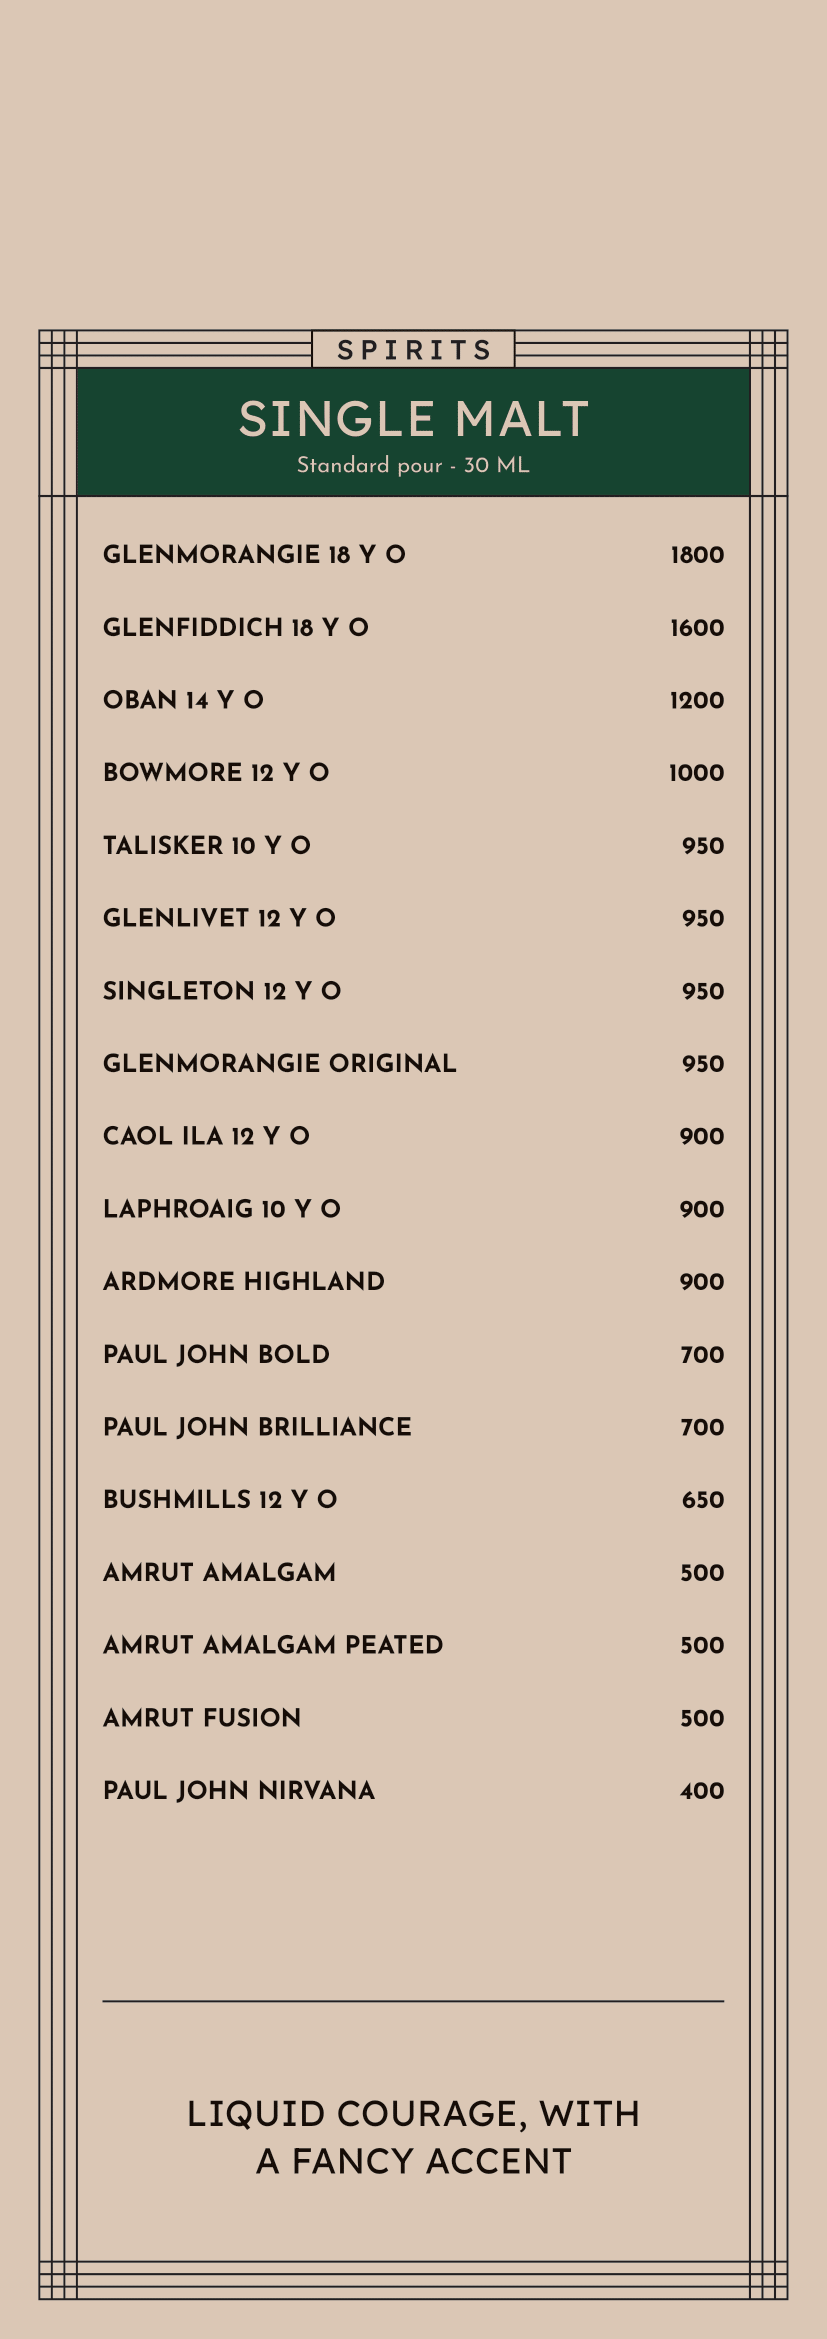 SPIRITS
SINGLE MALT
Standard pour - 30 ML
GLENMORANGIE 18 Y O 1800
GLENFIDDICH 18 Y O 1600
OBAN 14 Y O 1200
BOWMORE 12 Y O 1000
TALISKER 10 Y O 950
GLENLIVET 12 Y O 950
SINGLETON 12 Y O 950
GLENMORANGIE ORIGINAL 950
CAOL ILA 12 Y O 900
LAPHROAIG 10 Y O 900
ARDMORE HIGHLAND 900
PAUL JOHN BOLD 700
PAUL JOHN BRILLIANCE 700
BUSHMILLS 12 Y O 650
AMRUT AMALGAM 500
AMRUT AMALGAM PEATED 500
AMRUT FUSION 500
PAUL JOHN NIRVANA 400
LIQUID COURAGE, WITH
A FANCY ACCENT